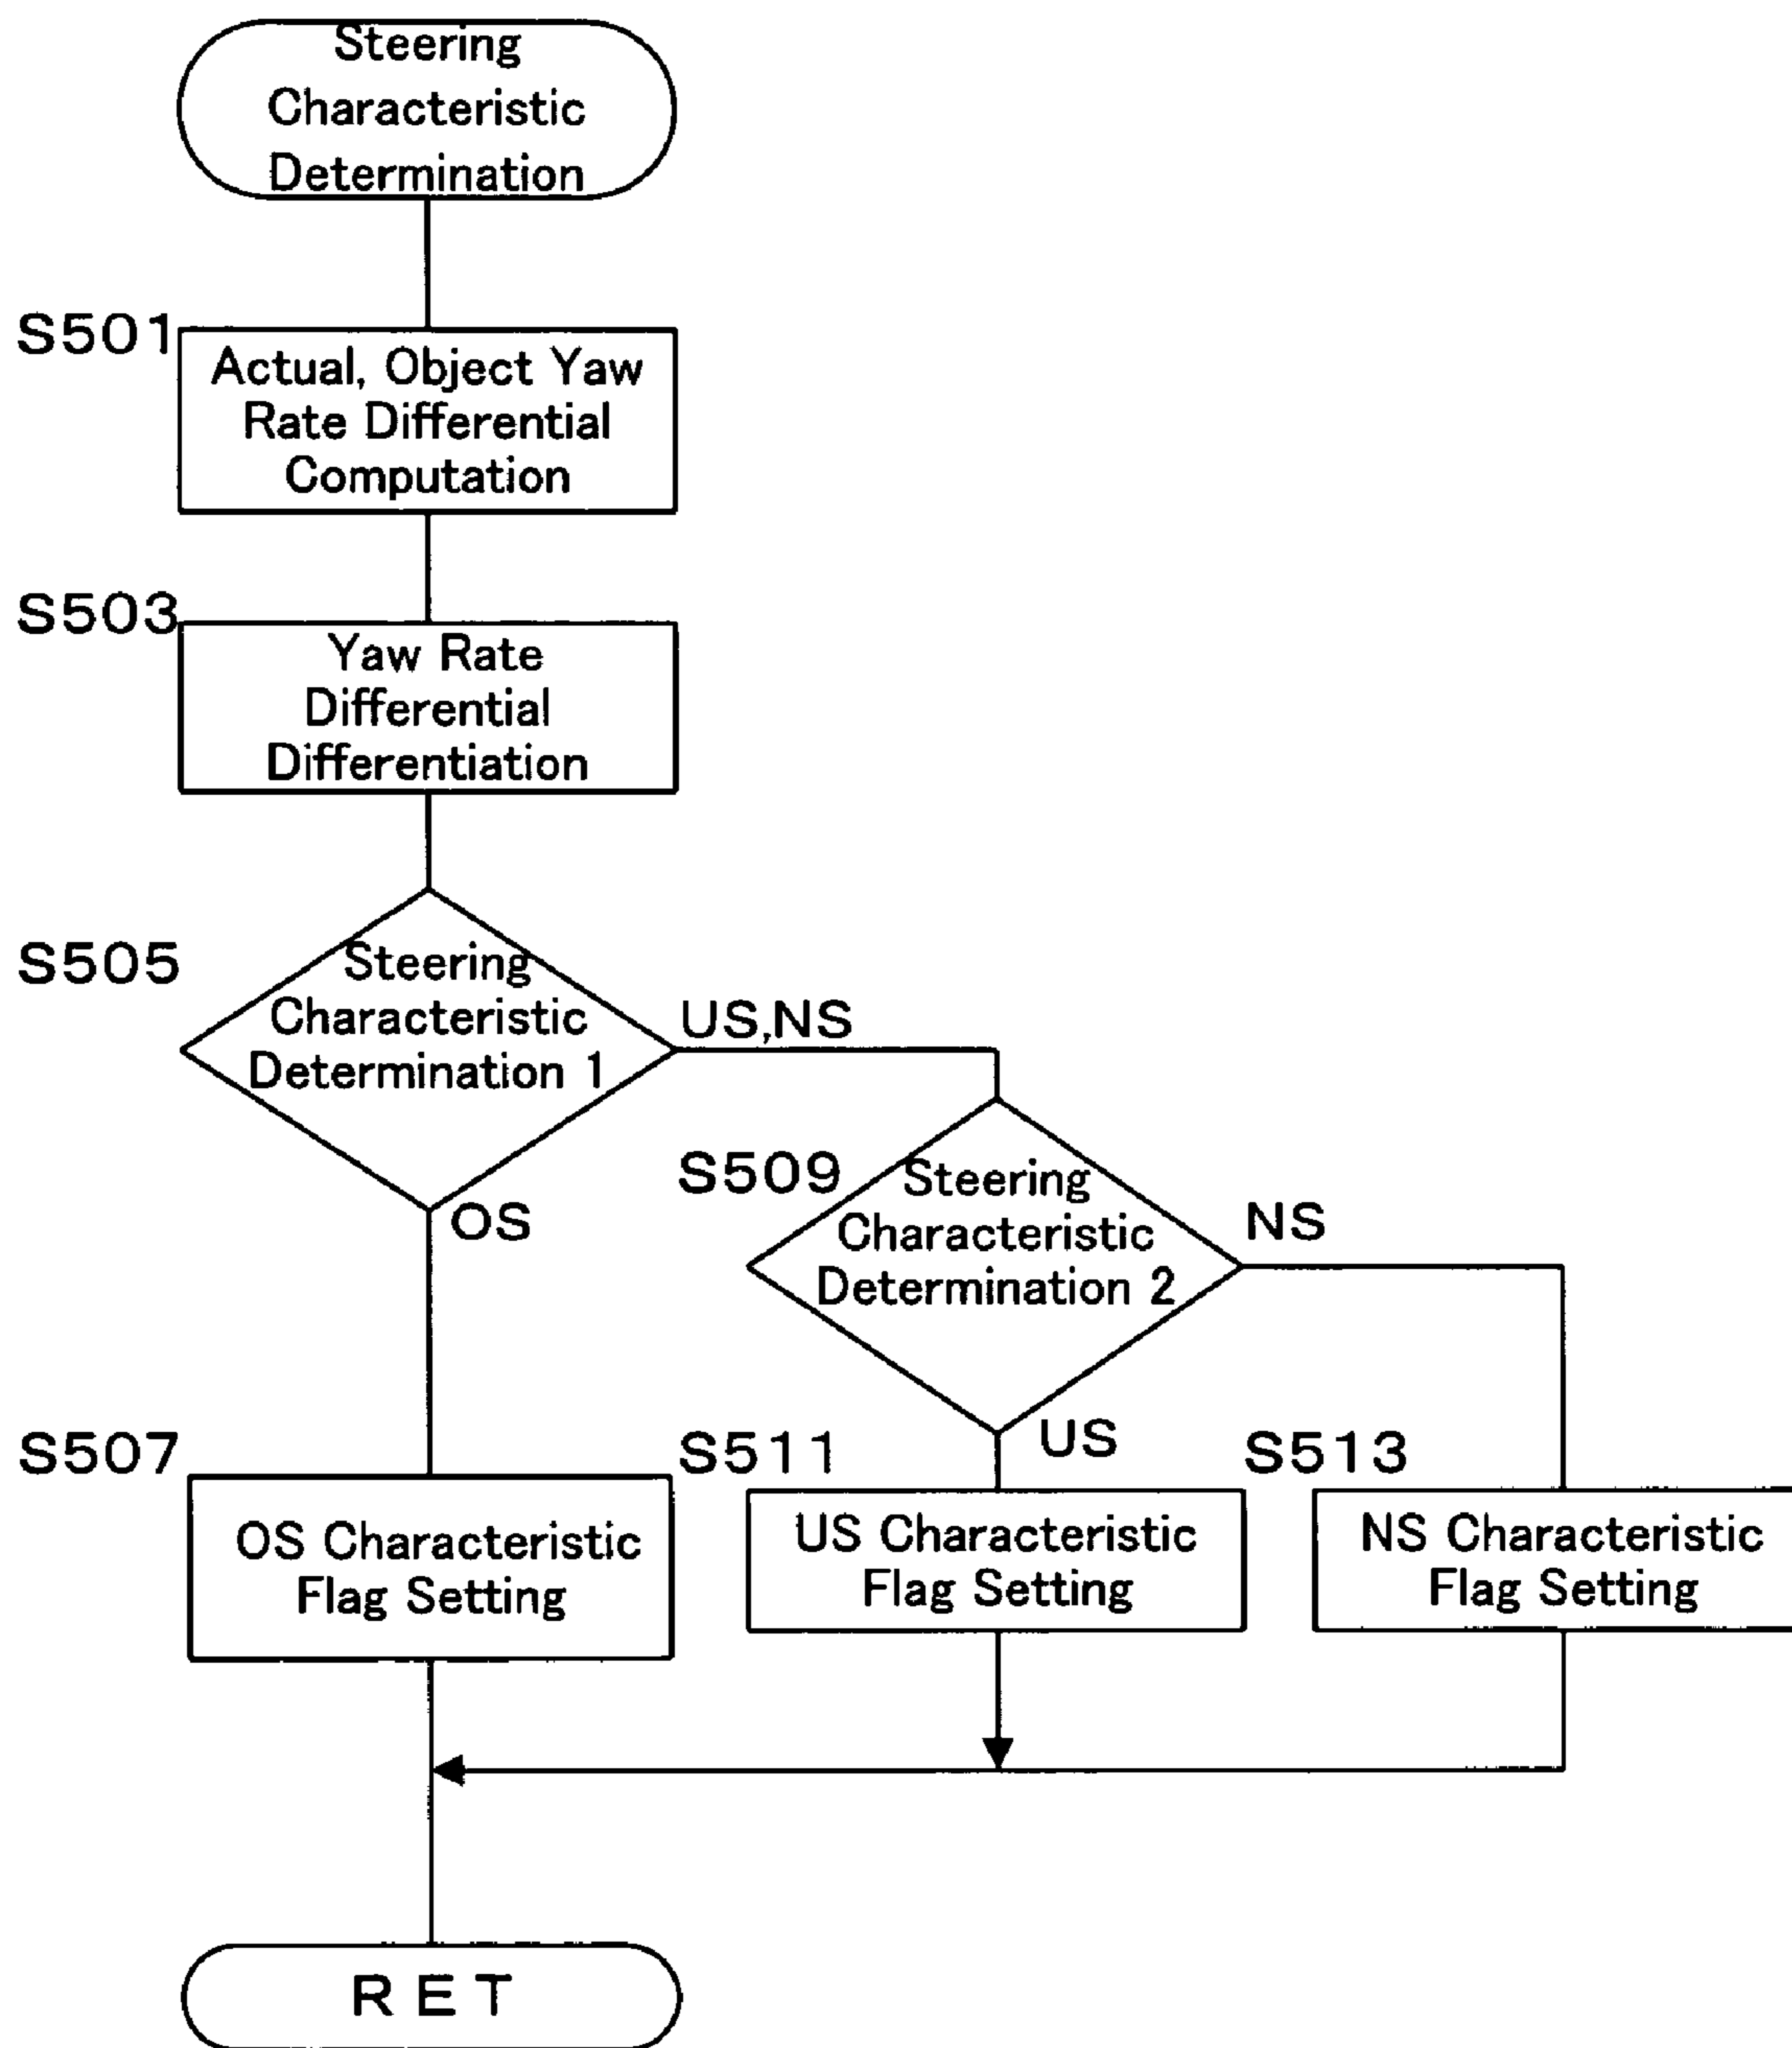 Steering
Characteristic
Determination
S501
Actual, Object Yaw
Rate Differential
Computation
S503
Yaw Rate
Differential
Differentiation
S505
Steering
Characteristic
Determination 1
US,NS
OS
S509
Steering
Characteristic
Determination 2
NS
US
S507
OS Characteristic
Flag Setting
S511
US Characteristic
Flag Setting
S513
NS Characteristic
Flag Setting
RET